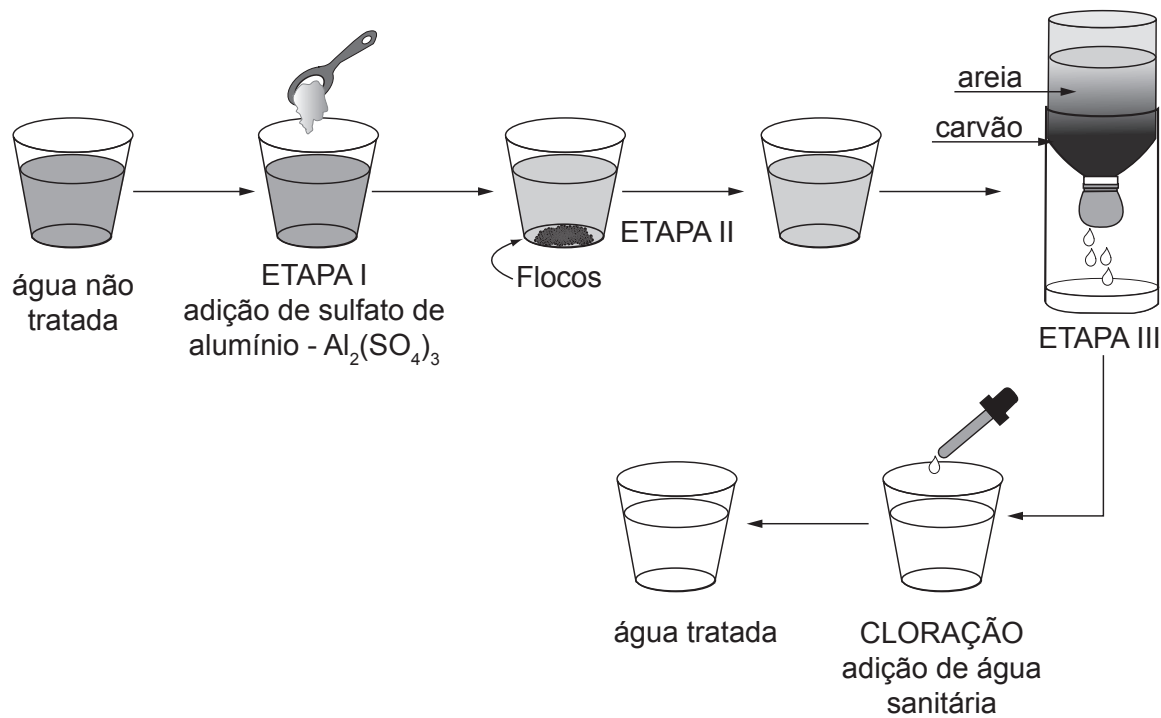 água não
tratada
ETAPA I
adição de sulfato de
alumínio - Al₂(SO₄)₃
Flocos
ETAPA II
areia
carvão
ETAPA III
CLORAÇÃO
adição de água
sanitária
água tratada